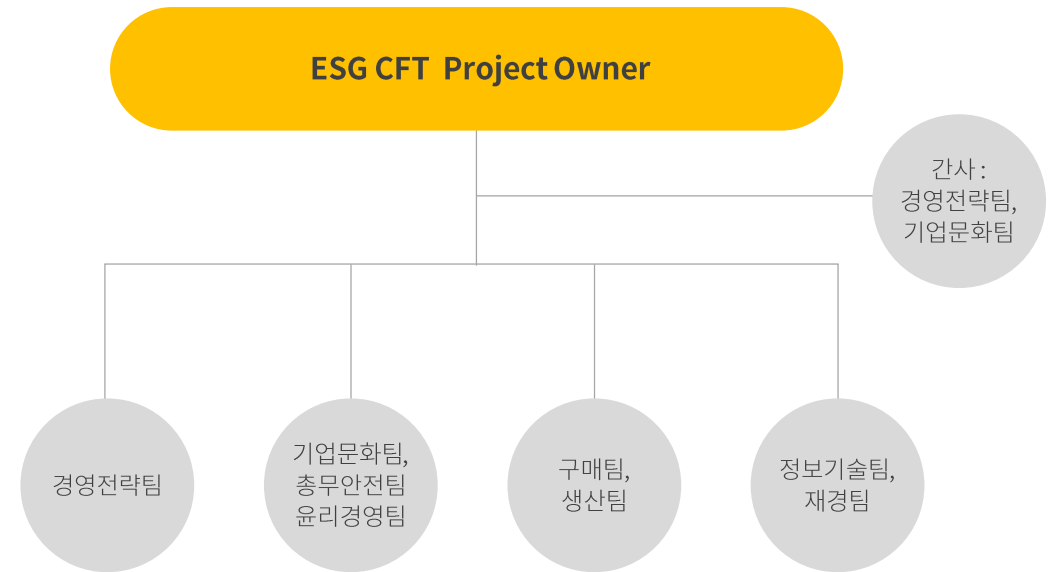 ESG CFT Project Owner
간사 :
경영전략팀,
기업문화팀
경영전략팀
기업문화팀,
총무안전팀
윤리경영팀
구매팀,
생산팀
정보기술팀,
재경팀